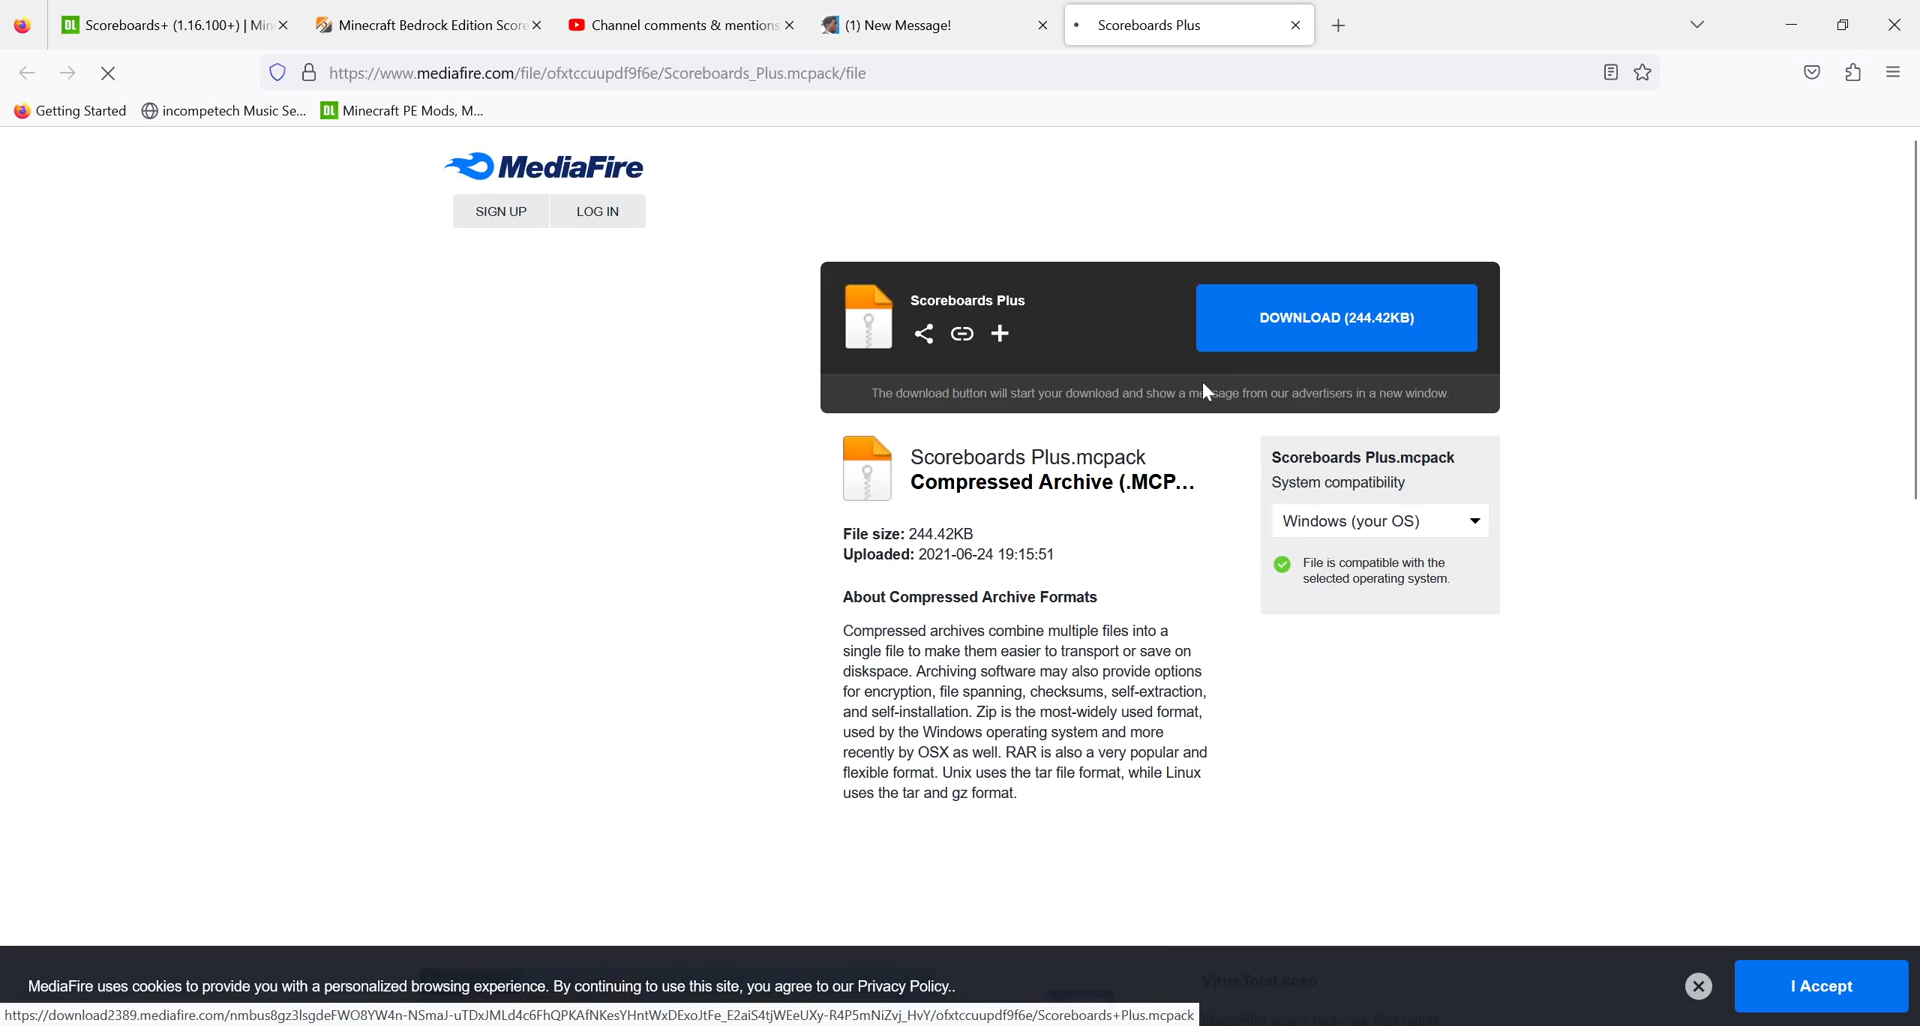 Scoreboards+ (1.16.100+) | Min
Minecraft Bedrock Edition Score
Channel comments & mentions
(1) New Message!
Scoreboards Plus
https://www.mediafire.com/file/ofxtccuupdf9f6e/Scoreboards_Plus.mcpack/file
Getting Started
incompetech Music Se...
DL
Minecraft PE Mods, M...
MediaFire
SIGN UP
LOG IN
Scoreboards Plus
DOWNLOAD (244.42KB)
The download button will start your download and show a message from our advertisers in a new window.
Scoreboards Plus.mcpack
Compressed Archive (.MCP...
File size: 244.42KB
Uploaded: 2021-06-24 19:15:51
About Compressed Archive Formats
Compressed archives combine multiple files into a
single file to make them easier to transport or save on
diskspace. Archiving software may also provide options
for encryption, file spanning, checksums, self-extraction,
and self-installation. Zip is the most-widely used format,
used by the Windows operating system and more
recently by OSX as well. RAR is also a very popular and
flexible format. Unix uses the tar file format, while Linux
uses the tar and gz format.
Scoreboards Plus.mcpack
System compatibility
Windows (your OS)
File is compatible with the
selected operating system.
VirusTotal scan
MediaFire uses cookies to provide you with a personalized browsing experience. By continuing to use this site, you agree to our Privacy Policy..
I Accept
https://download2389.mediafire.com/nmbus8gz3lsgdeFWO8YW4n-NSmaJ-uTDxJMLd4c6FhQPKAfNKesYHntWxDExoJtFe_E2aiS4tjWEeUXy-R4P5mNiZvj_HvY/ofxtccuupdf9f6e/Scoreboards+Plus.mcpack